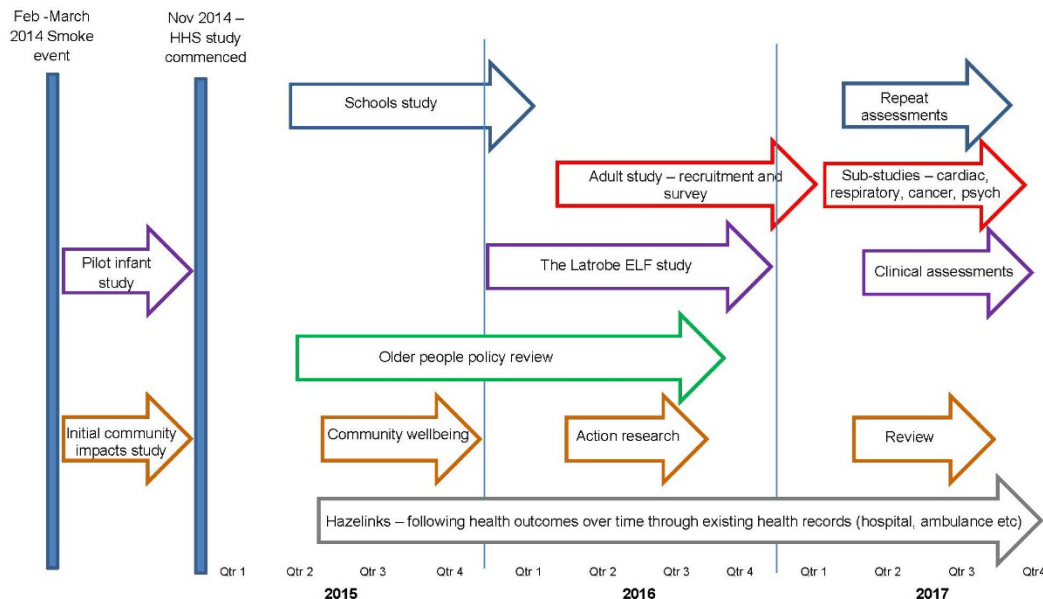 Feb -March
2014 Smoke
event
Nov 2014 –
HHS study
commenced
Schools study
Repeat
assessments
Adult study – recruitment and
survey
Sub-studies – cardiac,
respiratory, cancer, psych
Pilot infant
study
The Latrobe ELF study
Clinical assessments
Older people policy review
Initial community
impacts study
Community wellbeing
Action research
Review
Hazelinks – following health outcomes over time through existing health records (hospital, ambulance etc)
Qtr 1 Qtr 2 Qtr 3 Qtr 4 Qtr 1 Qtr 2 Qtr 3 Qtr 4 Qtr 1 Qtr 2 Qtr 3 Qtr4
2015 2016 2017